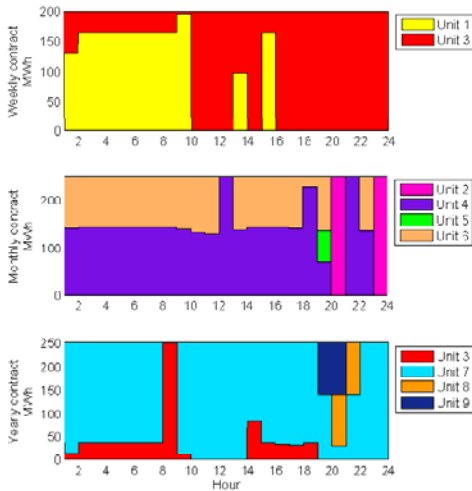 200
150
100
50
0
Weekly contract
MWh
2 4 6 8 10 12 14 16 18 20 22 24
Unit 1
Unit 3
200
100
0
Monthly contract
MWh
2 4 6 8 10 12 14 16 18 20 22 24
Unit 2
Unit 4
Unit 5
Unit 6
250
200
150
100
50
0
Yeary contract
MWh
2 4 6 8 10 12 14 16 18 20 22 24
Hour
Unit 3
Unit 7
Unit 8
Unit 9